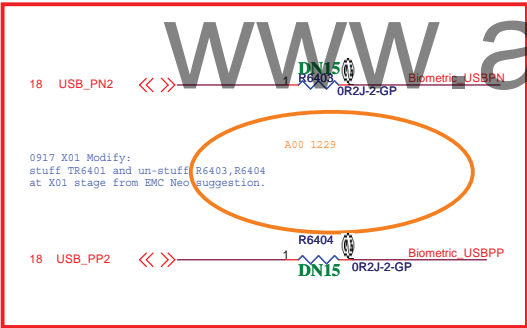 www.a
DN15
18 USB_PN2 1 R6403 Biometric_USBPN
0R2J-2-GP
A00 1229
0917 X01 Modify:
stuff TR6401 and un-stuff R6403,R6404
at X01 stage from EMC Neo suggestion.
R6404
18 USB_PP2 1 Biometric_USBPP
DN15 0R2J-2-GP